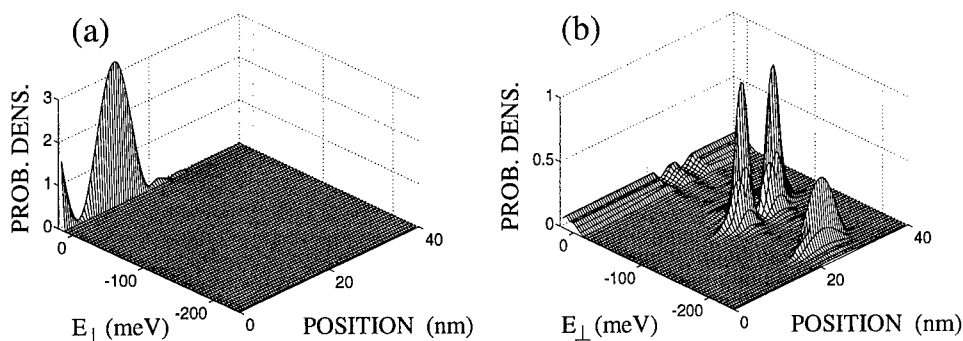 (a)
PROB. DENS.
3
2
1
0
0
-100
-200
E⊥ (meV)
0
20
40
POSITION (nm)
(b)
PROB. DENS.
1
0.5
0
0
-100
-200
E⊥ (meV)
0
20
40
POSITION (nm)